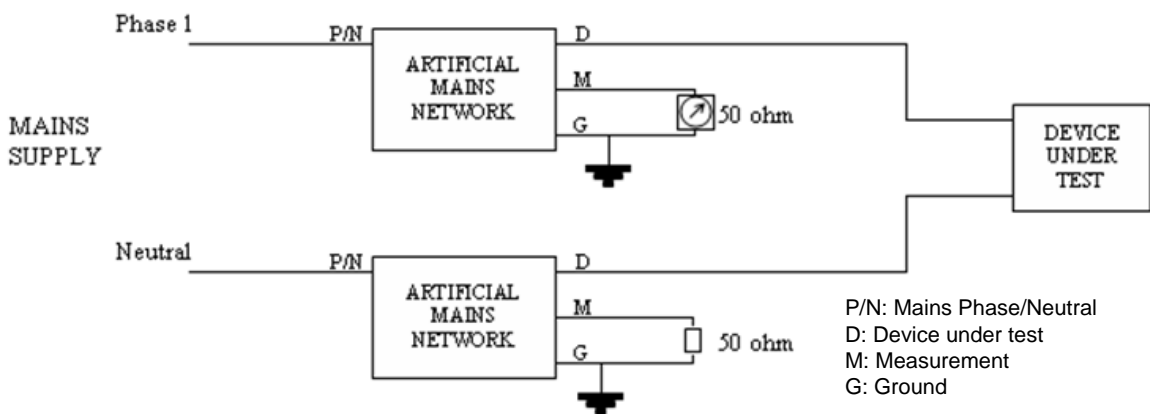 Phase 1
P/N
D
ARTIFICIAL
MAINS
NETWORK
M
G
50 ohm
MAINS
SUPPLY
DEVICE
UNDER
TEST
Neutral
P/N
D
ARTIFICIAL
MAINS
NETWORK
M
G
50 ohm
P/N: Mains Phase/Neutral
D: Device under test
M: Measurement
G: Ground